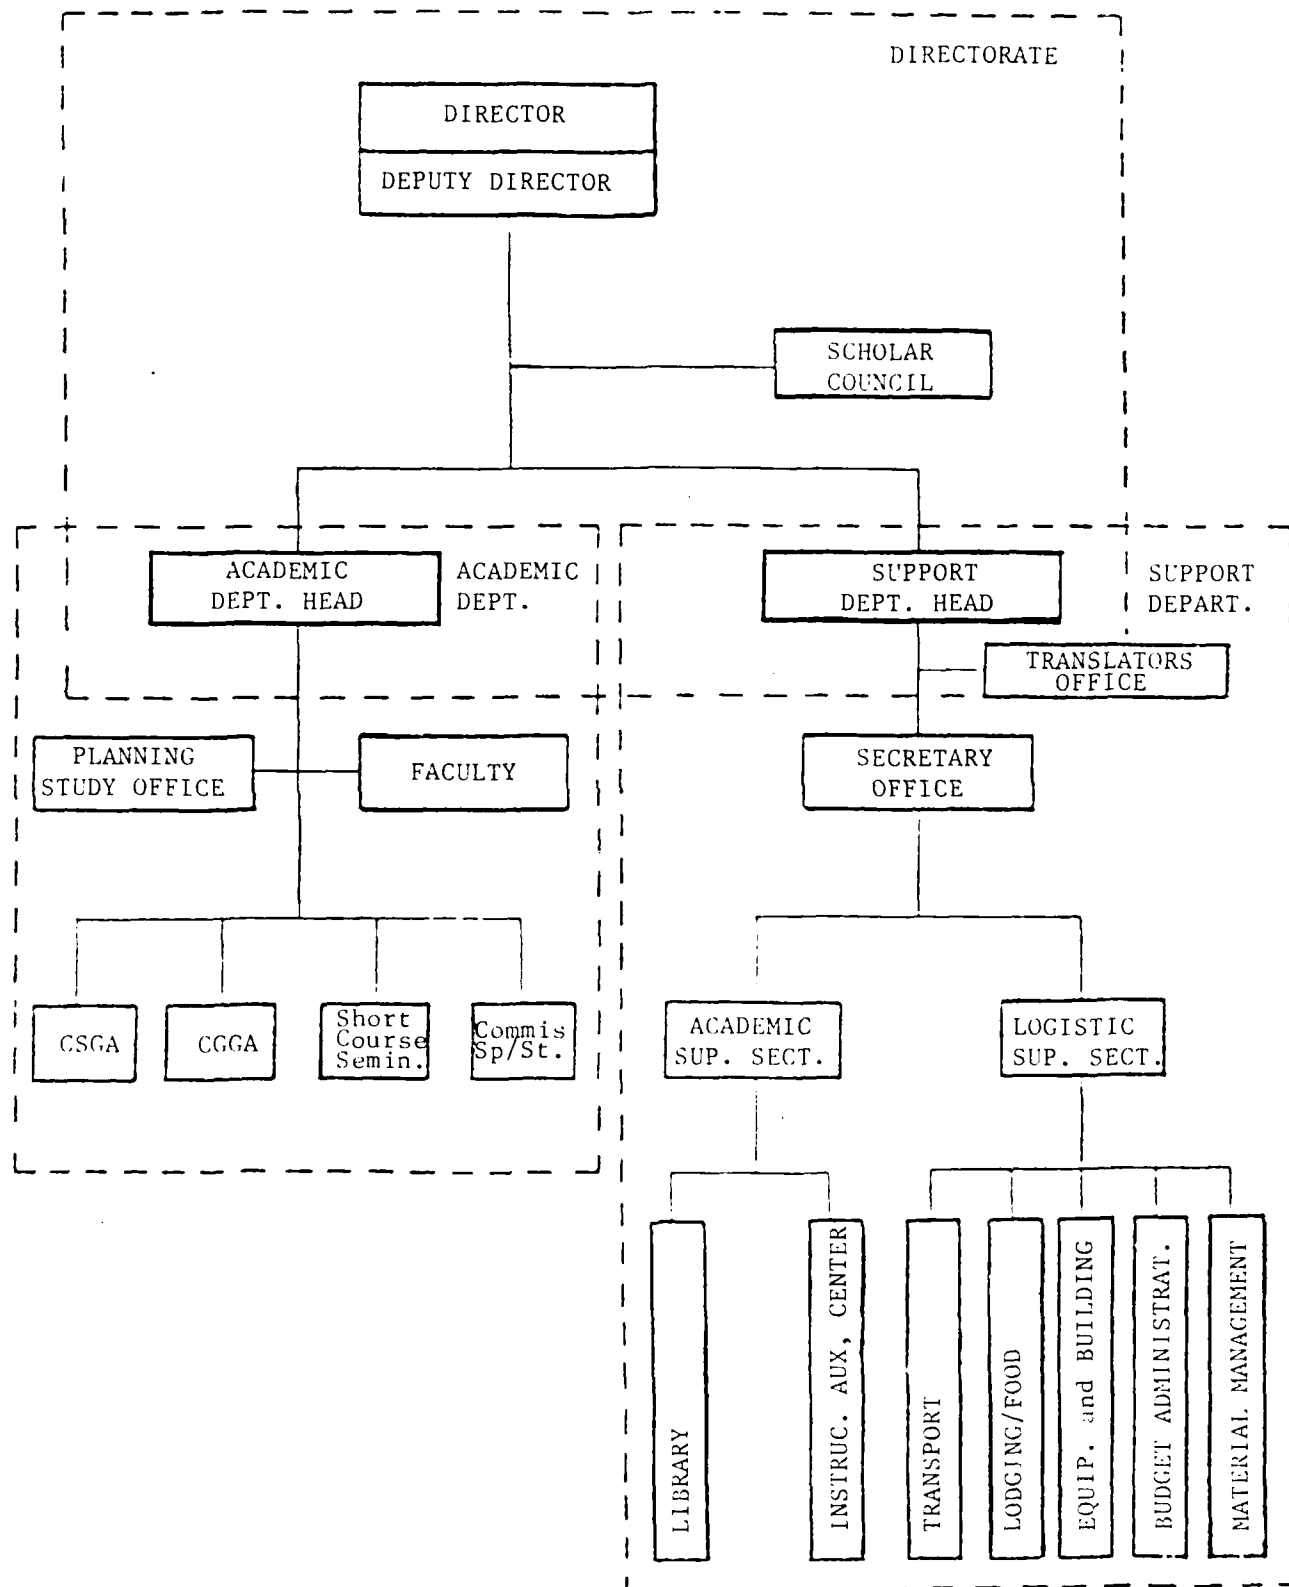 DIRECTORATE
DIRECTOR
DEPUTY DIRECTOR
SCHOLAR
COUNCIL
ACADEMIC
DEPT. HEAD
ACADEMIC
DEPT.
SUPPORT
DEPT. HEAD
SUPPORT
DEPART.
TRANSLATORS
OFFICE
PLANNING
STUDY OFFICE
FACULTY
SECRETARY
OFFICE
CSGA
CGGA
Short
Course
Semin.
Commis
Sp/St.
ACADEMIC
SUP. SECT.
LOGISTIC
SUP. SECT.
LIBRARY
INSTRUC. AUX, CENTER
TRANSPORT
LODGING/FOOD
EQUIP. and BUILDING
BUDGET ADMINISTRAT.
MATERIAL MANAGEMENT